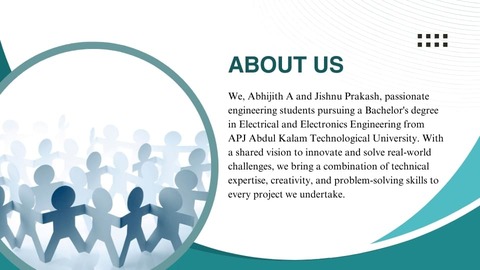 ABOUT US
We, Abhijith A and Jishnu Prakash, passionate
engineering students pursuing a Bachelor's degree
in Electrical and Electronics Engineering from
APJ Abdul Kalam Technological University. With
a shared vision to innovate and solve real-world
challenges, we bring a combination of technical
expertise, creativity, and problem-solving skills to
every project we undertake.